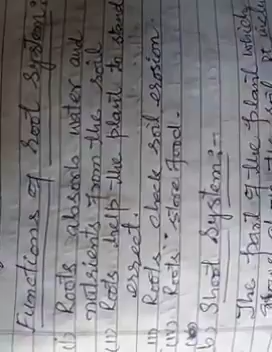 Functions of Root System:-
(i) Roots absorbs water and
nutrients from the soil
(ii) Roots help the plant to stand
erect.
(iii) Roots check soil erosion.
(iv) Roots store food.
(b) Shoot System:-
The part of the plant which